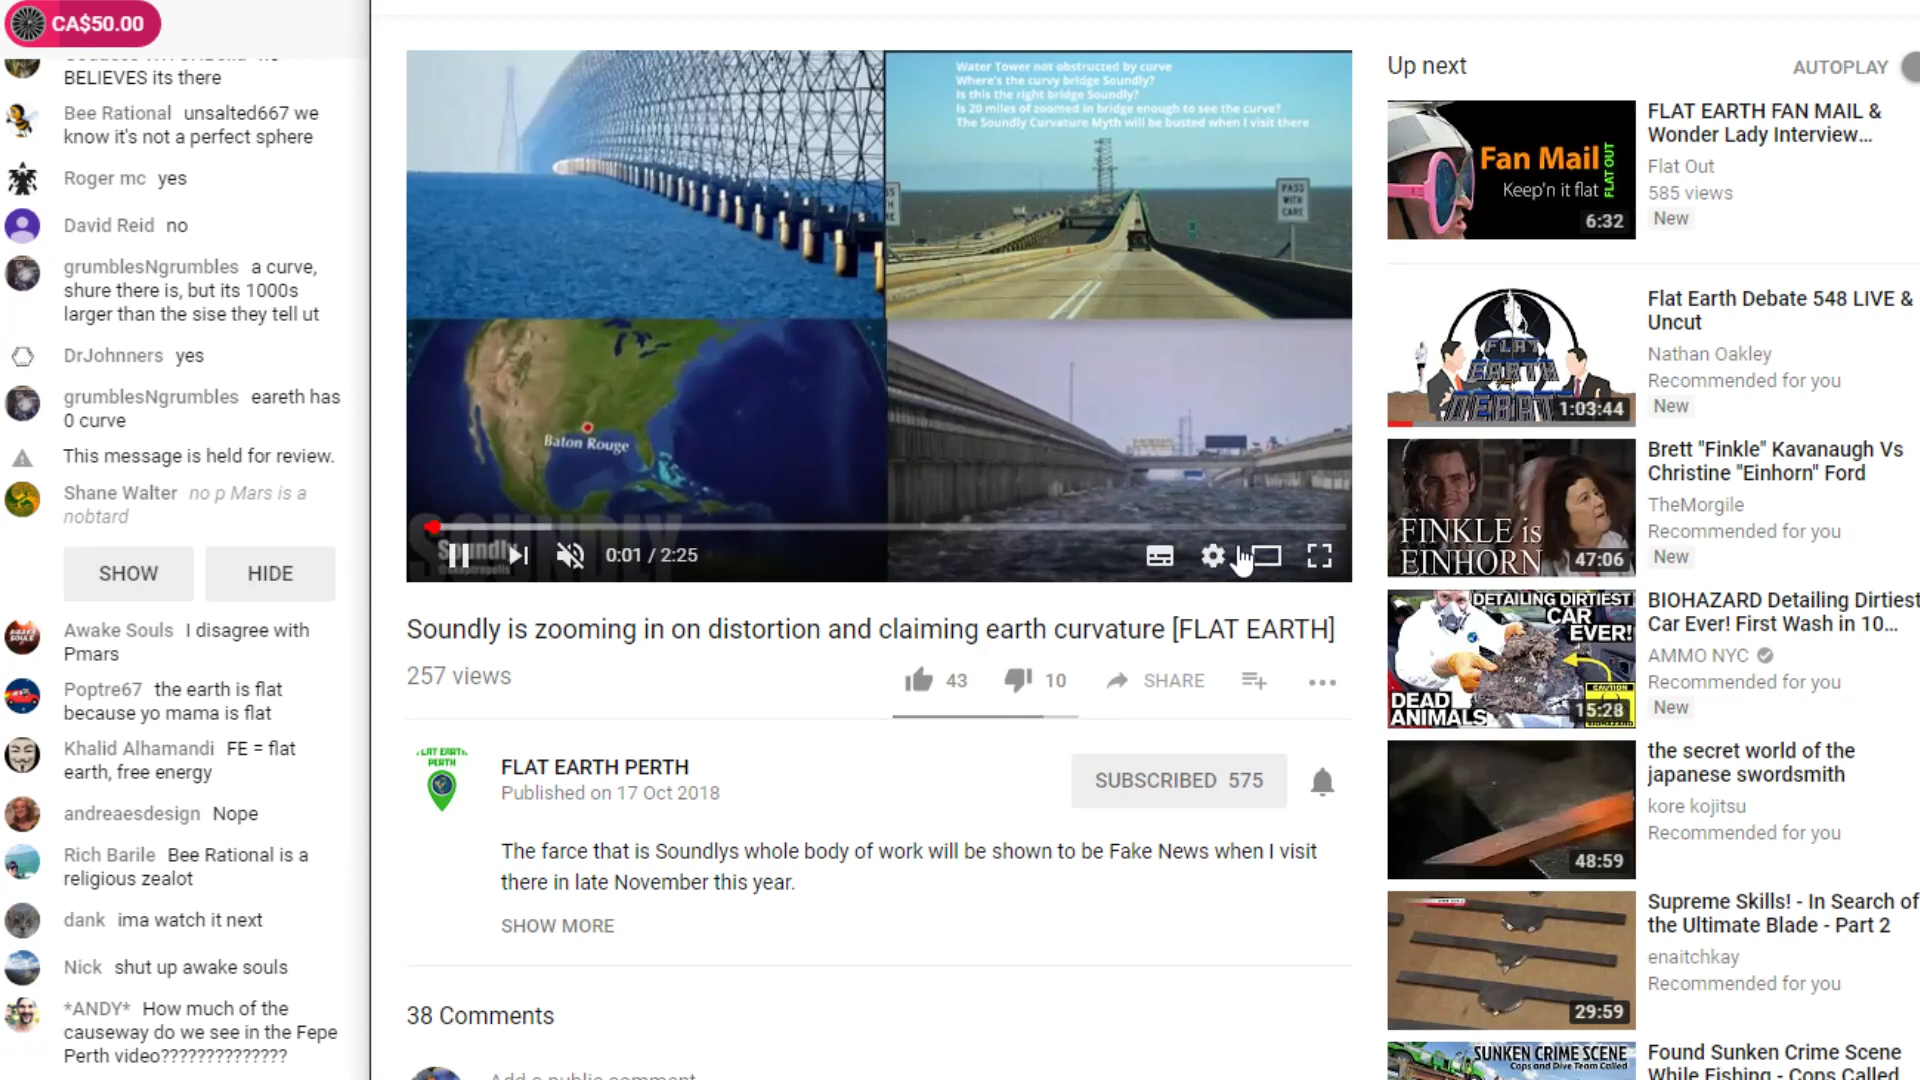 CA$50.00
BELIEVES its there
Bee Rational unsalted667 we
know it's not a perfect sphere
Roger mc yes
David Reid no
grumblesNgrumbles a curve,
shure there is, but its 1000s
larger than the sise they tell ut
DrJohnners yes
grumblesNgrumbles eareth has
0 curve
This message is held for review.
Shane Walter no p Mars is a
nobtard
SHOW HIDE
Awake Souls I disagree with
Pmars
Poptre67 the earth is flat
because yo mama is flat
Khalid Alhamandi FE = flat
earth, free energy
andreaesdesign Nope
Rich Barile Bee Rational is a
religious zealot
dank ima watch it next
Nick shut up awake souls
*ANDY* How much of the
causeway do we see in the Fepe
Perth video??????????????
Water Tower not obstructed by curve
Where's the curvy bridge Soundly?
Is this the right bridge Soundly?
Is 20 miles of zoomed in bridge enough to see the curve?
The Soundly Curvature Myth will be busted when I visit there
PASS
WITH
CARE
Baton Rouge
SOUNDLY
Soundly
0:01 / 2:25
Soundly is zooming in on distortion and claiming earth curvature [FLAT EARTH]
257 views
43 10 SHARE
FLAT EARTH
PERTH
FLAT EARTH PERTH
Published on 17 Oct 2018
SUBSCRIBED 575
The farce that is Soundlys whole body of work will be shown to be Fake News when I visit
there in late November this year.
SHOW MORE
38 Comments
Add a public comment
Up next AUTOPLAY
Fan Mail
Keep'n it flat
FLAT OUT
6:32
FLAT EARTH FAN MAIL &
Wonder Lady Interview...
Flat Out
585 views
New
FLAT
EARTH
DEBATE
1:03:44
Flat Earth Debate 548 LIVE &
Uncut
Nathan Oakley
Recommended for you
New
FINKLE is
EINHORN
47:06
Brett "Finkle" Kavanaugh Vs
Christine "Einhorn" Ford
TheMorgile
Recommended for you
New
DETAILING DIRTIEST
CAR
EVER!
DEAD
ANIMALS
CAUTION
15:28
BIOHAZARD Detailing Dirtiest
Car Ever! First Wash in 10...
AMMO NYC
Recommended for you
New
48:59
the secret world of the
japanese swordsmith
kore kojitsu
Recommended for you
29:59
Supreme Skills! - In Search of
the Ultimate Blade - Part 2
enaitchkay
Recommended for you
SUNKEN CRIME SCENE
Cops and Dive Team Called
Found Sunken Crime Scene
While Fishing - Cops Called